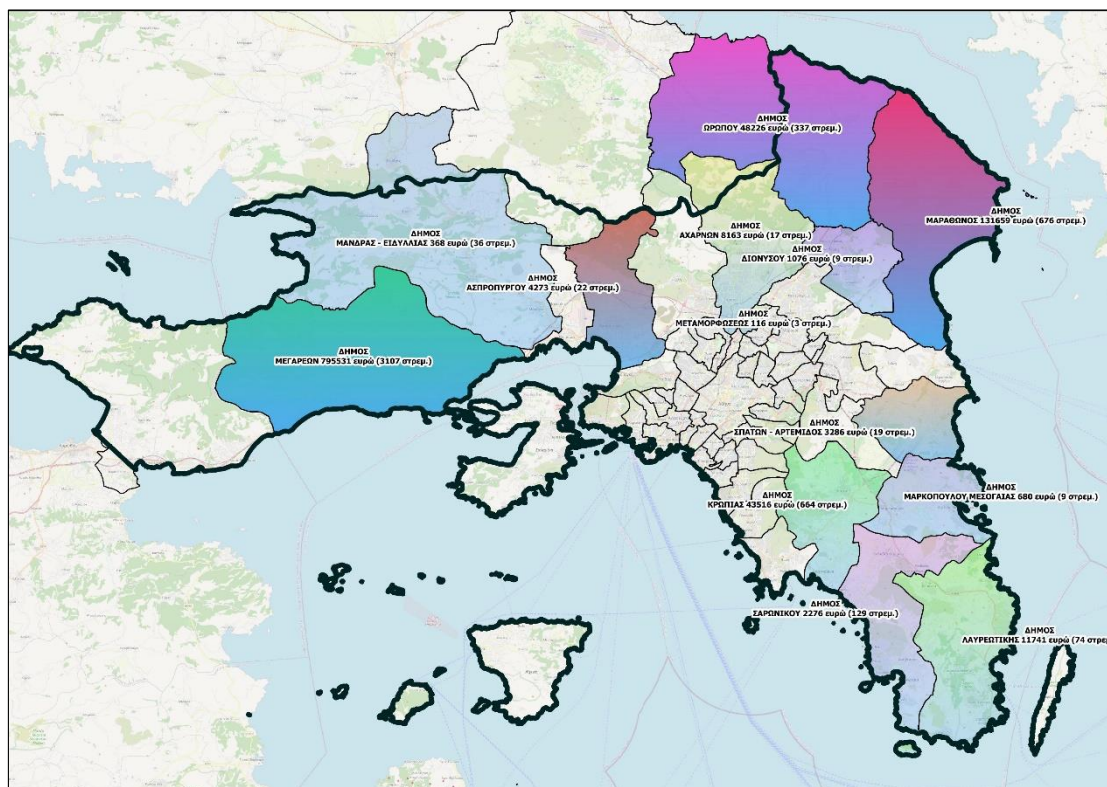 ΔΗΜΟΣ
ΩΡΩΠΟΥ 48226 ευρώ (337 στρεμ.)
ΔΗΜΟΣ
ΜΑΡΑΘΩΝΟΣ 131659 ευρώ (676 στρεμ.)
ΔΗΜΟΣ
ΜΑΝΔΡΑΣ - ΕΙΔΥΛΛΙΑΣ 368 ευρώ (36 στρεμ.)
ΔΗΜΟΣ
ΑΧΑΡΝΩΝ 8163 ευρώ (17 στρεμ.)
ΔΗΜΟΣ
ΔΙΟΝΥΣΟΥ 1076 ευρώ (9 στρεμ.)
ΔΗΜΟΣ
ΑΣΠΡΟΠΥΡΓΟΥ 4273 ευρώ (22 στρεμ.)
ΔΗΜΟΣ
ΜΕΤΑΜΟΡΦΩΣΕΩΣ 116 ευρώ (3 στρεμ.)
ΔΗΜΟΣ
ΜΕΓΑΡΕΩΝ 795531 ευρώ (3107 στρεμ.)
ΔΗΜΟΣ
ΣΠΑΤΩΝ - ΑΡΤΕΜΙΔΟΣ 3286 ευρώ (19 στρεμ.)
ΔΗΜΟΣ
ΜΑΡΚΟΠΟΥΛΟΥ ΜΕΣΟΓΑΙΑΣ 680 ευρώ (9 στρεμ.)
ΔΗΜΟΣ
ΚΡΩΠΙΑΣ 43516 ευρώ (664 στρεμ.)
ΔΗΜΟΣ
ΣΑΡΩΝΙΚΟΥ 2276 ευρώ (129 στρεμ.)
ΔΗΜΟΣ
ΛΑΥΡΕΩΤΙΚΗΣ 11741 ευρώ (74 στρεμ